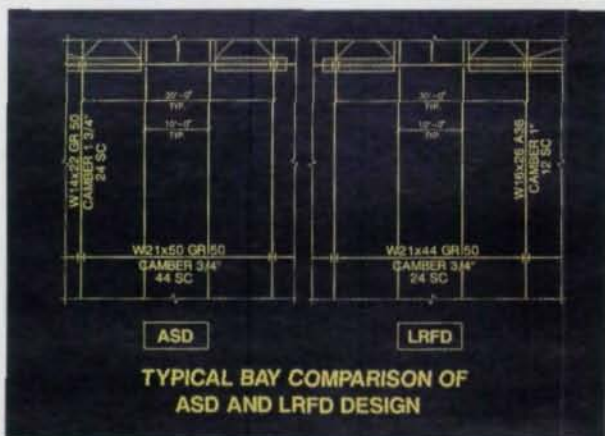 30'-0"
TYP.
10'-0"
TYP.
W14x22 GR 50
CAMBER 1 3/4"
24 SC
W21x50 GR 50
CAMBER 3/4"
44 SC
ASD
30'-0"
TYP.
10'-0"
TYP.
W16x26 A36
CAMBER 1"
12 SC
W21x44 GR 50
CAMBER 3/4"
24 SC
LRFD
TYPICAL BAY COMPARISON OF
ASD AND LRFD DESIGN